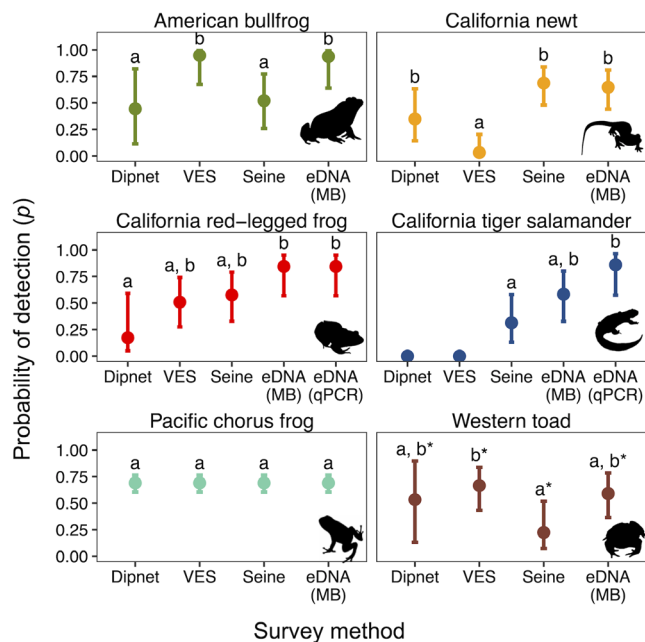 American bullfrog
California newt
1.00
0.75
0.50
0.25
0.00
a
b
a
b
b
a
b
b
Dipnet
VES
Seine
eDNA
(MB)
Dipnet
VES
Seine
eDNA
(MB)
California red-legged frog
California tiger salamander
1.00
0.75
0.50
0.25
0.00
a
a, b
a, b
b
b
a
a, b
b
Dipnet
VES
Seine
eDNA
(MB)
eDNA
(qPCR)
Dipnet
VES
Seine
eDNA
(MB)
eDNA
(qPCR)
Pacific chorus frog
Western toad
1.00
0.75
0.50
0.25
0.00
a
a
a
a
a, b*
b*
a*
a, b*
Dipnet
VES
Seine
eDNA
(MB)
Dipnet
VES
Seine
eDNA
(MB)
Probability of detection (p)
Survey method